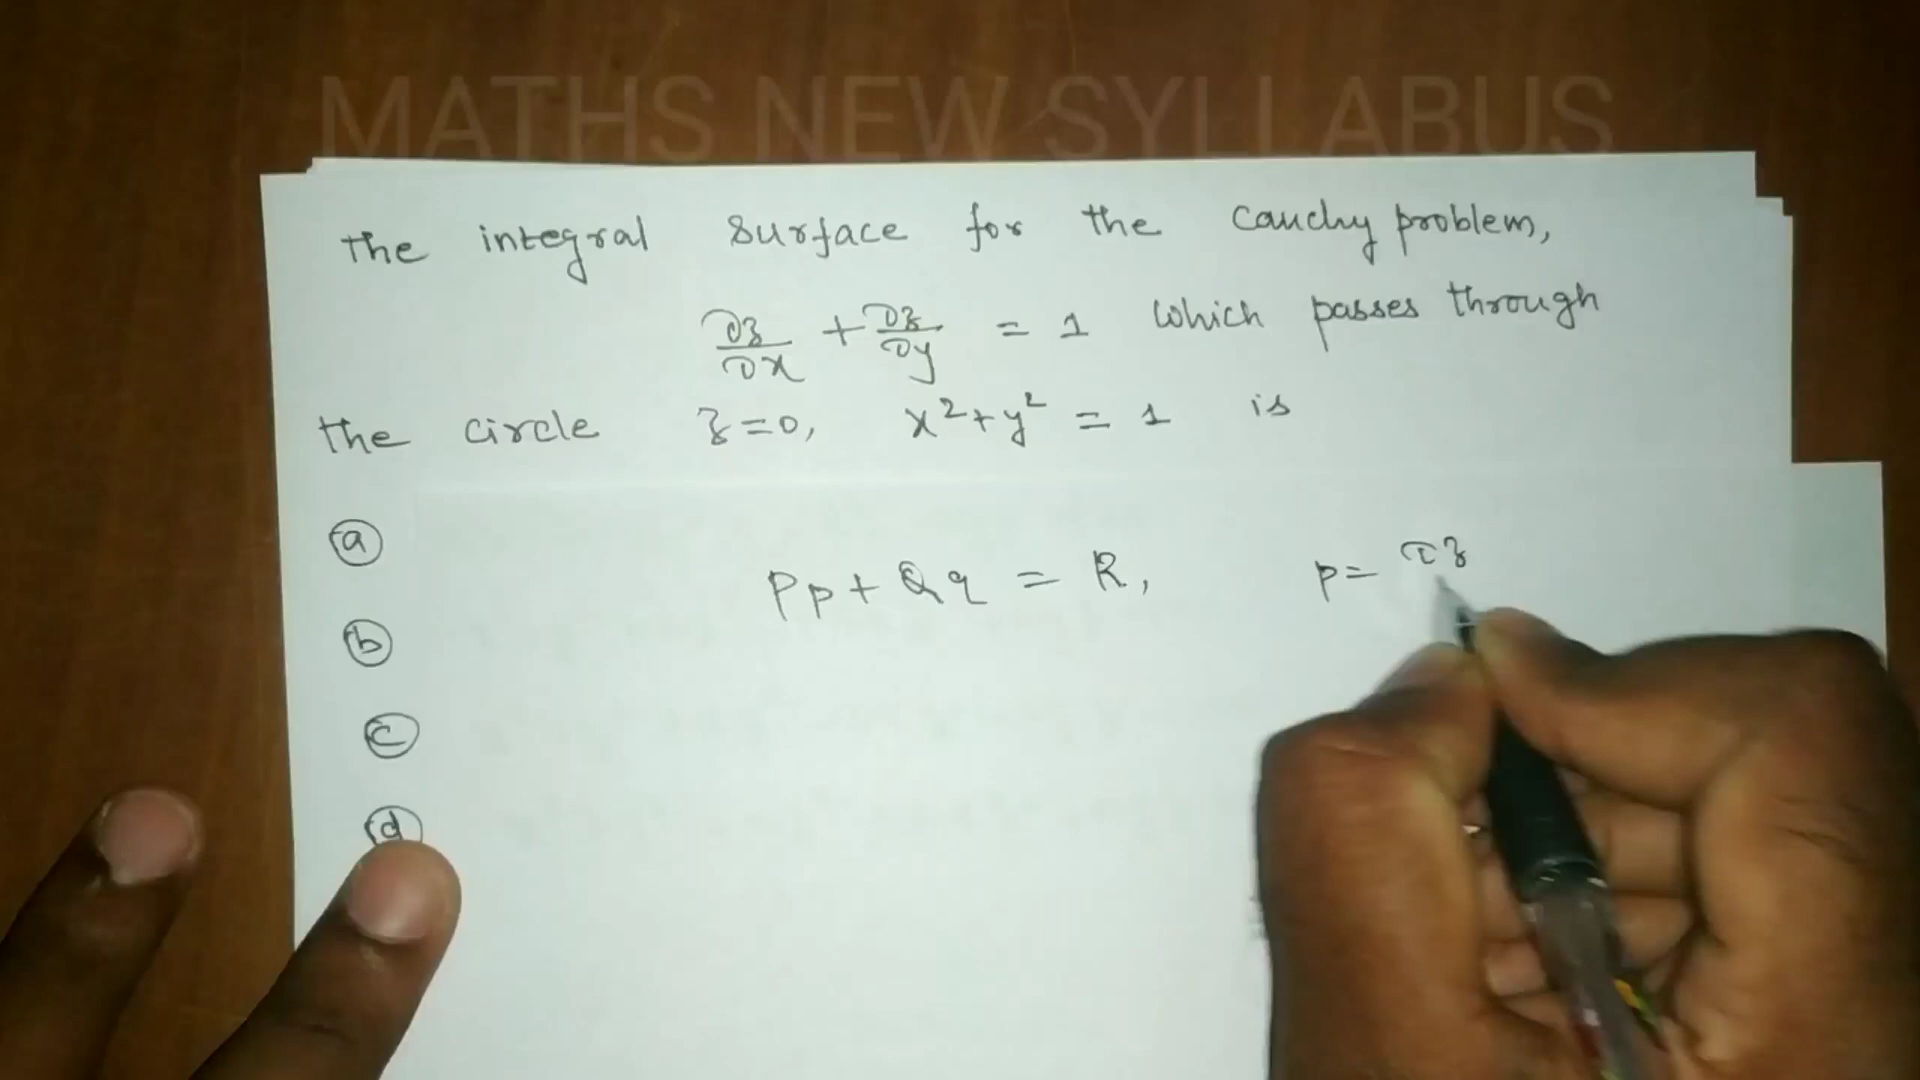 MATHS NEW SYLLABUS
The integral surface for the cauchy problem,
∂z/∂x + ∂z/∂y = 1 which passes through
the circle z=0, x²+y² = 1 is
(a)
Pp + Qq = R, p = ∂z
(b)
(c)
(d)